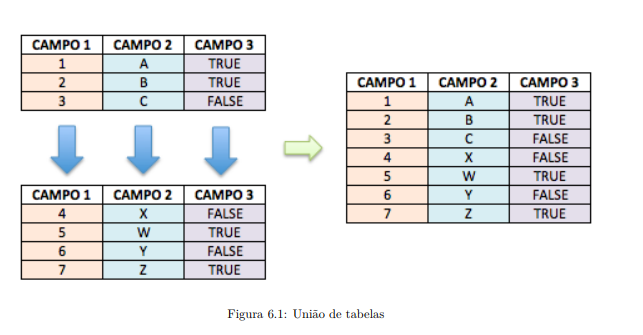 CAMPO 1 CAMPO 2 CAMPO 3
1 A TRUE
2 B TRUE
3 C FALSE
CAMPO 1 CAMPO 2 CAMPO 3
4 X FALSE
5 W TRUE
6 Y FALSE
7 Z TRUE
CAMPO 1 CAMPO 2 CAMPO 3
1 A TRUE
2 B TRUE
3 C FALSE
4 X FALSE
5 W TRUE
6 Y FALSE
7 Z TRUE
Figura 6.1: União de tabelas